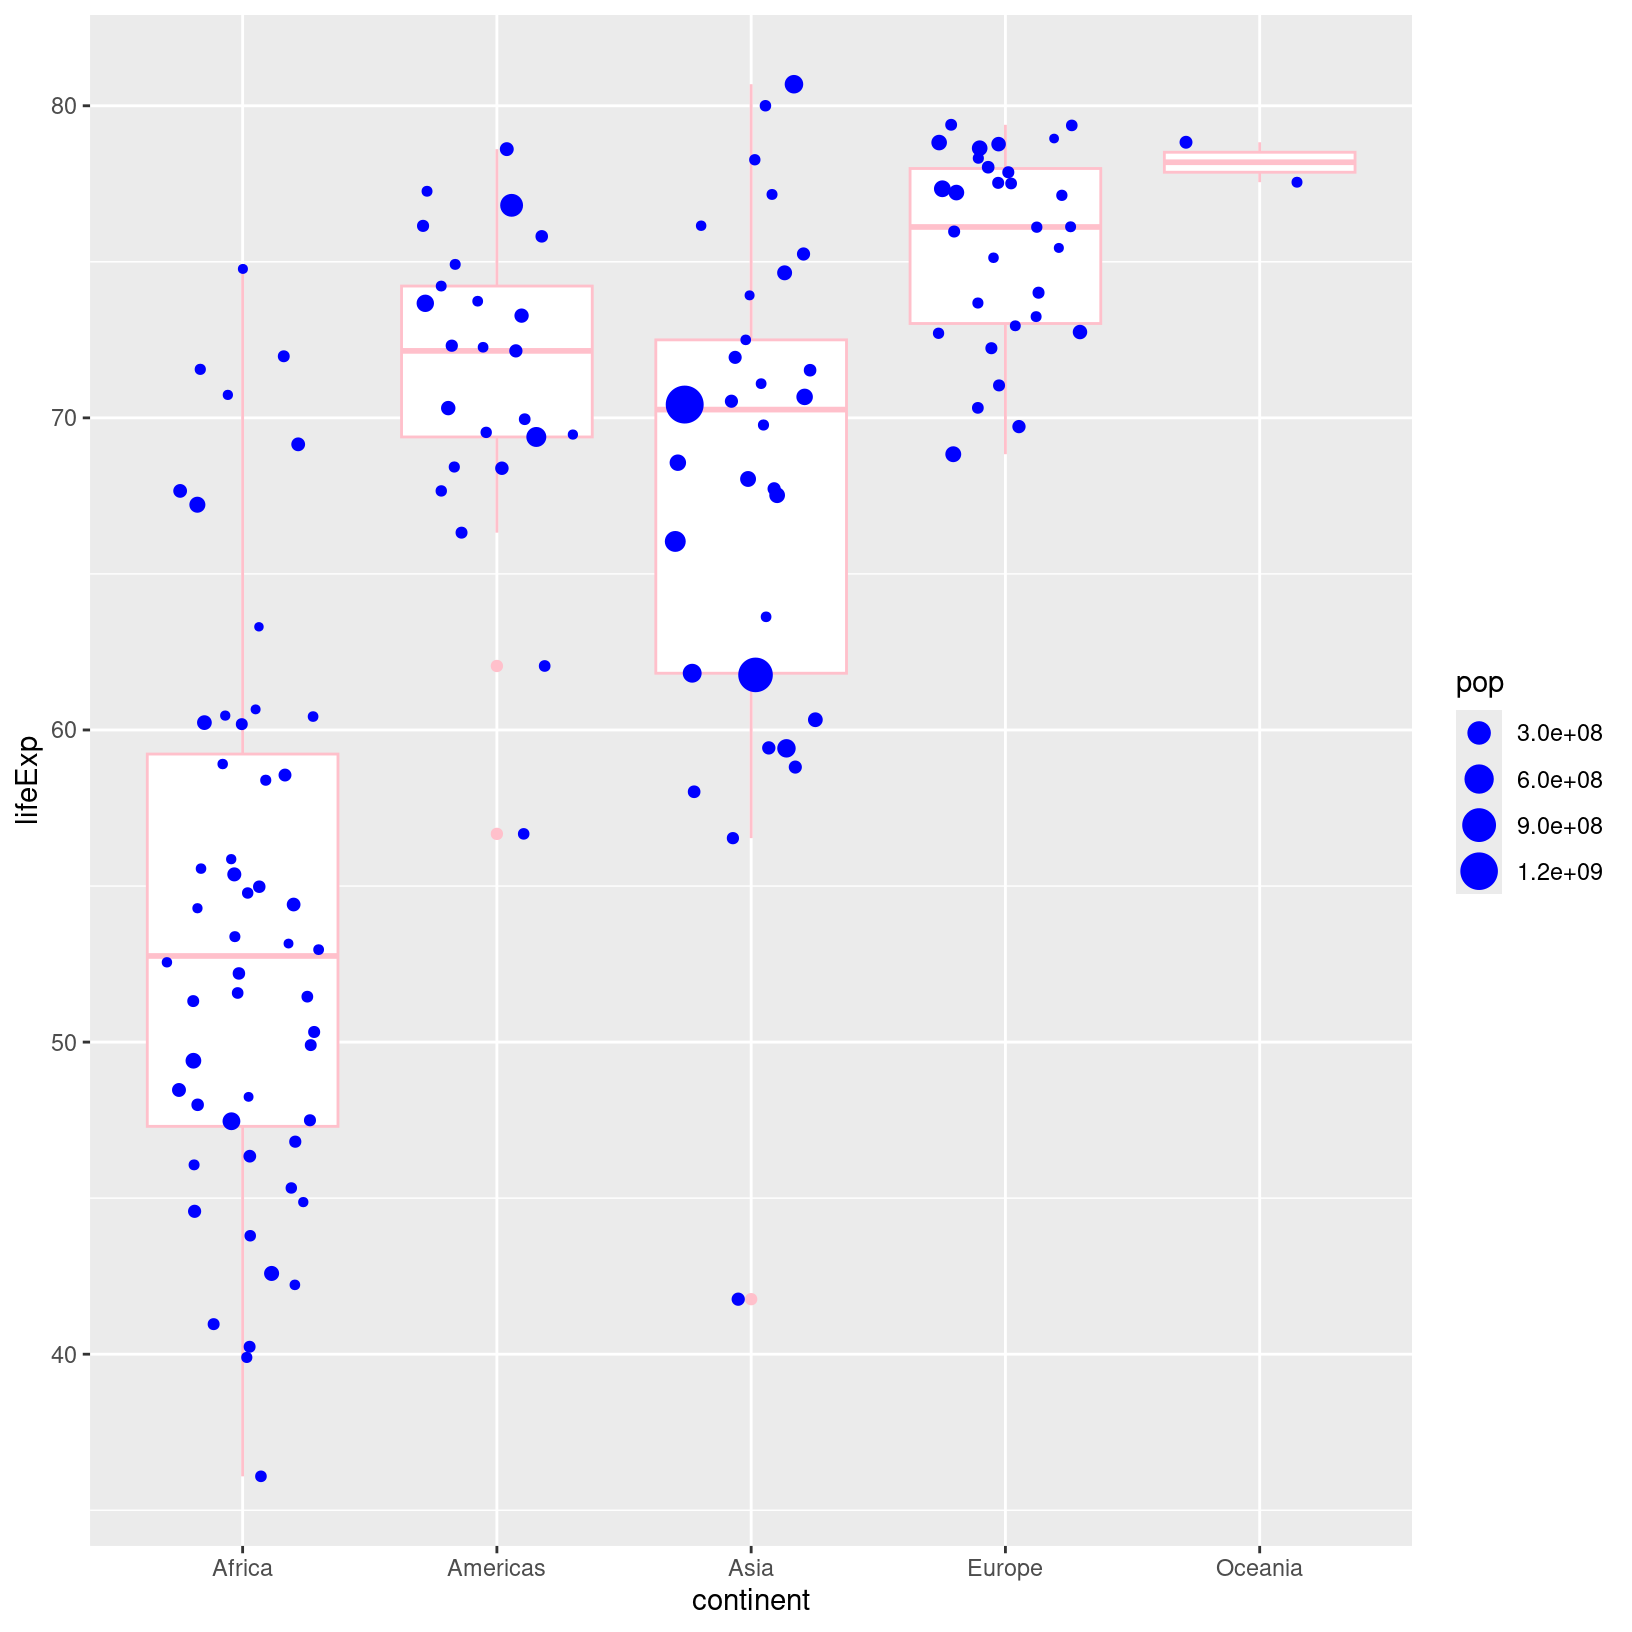 80
70
60
50
40
lifeExp
Africa Americas Asia Europe Oceania
continent
pop
3.0e+08
6.0e+08
9.0e+08
1.2e+09